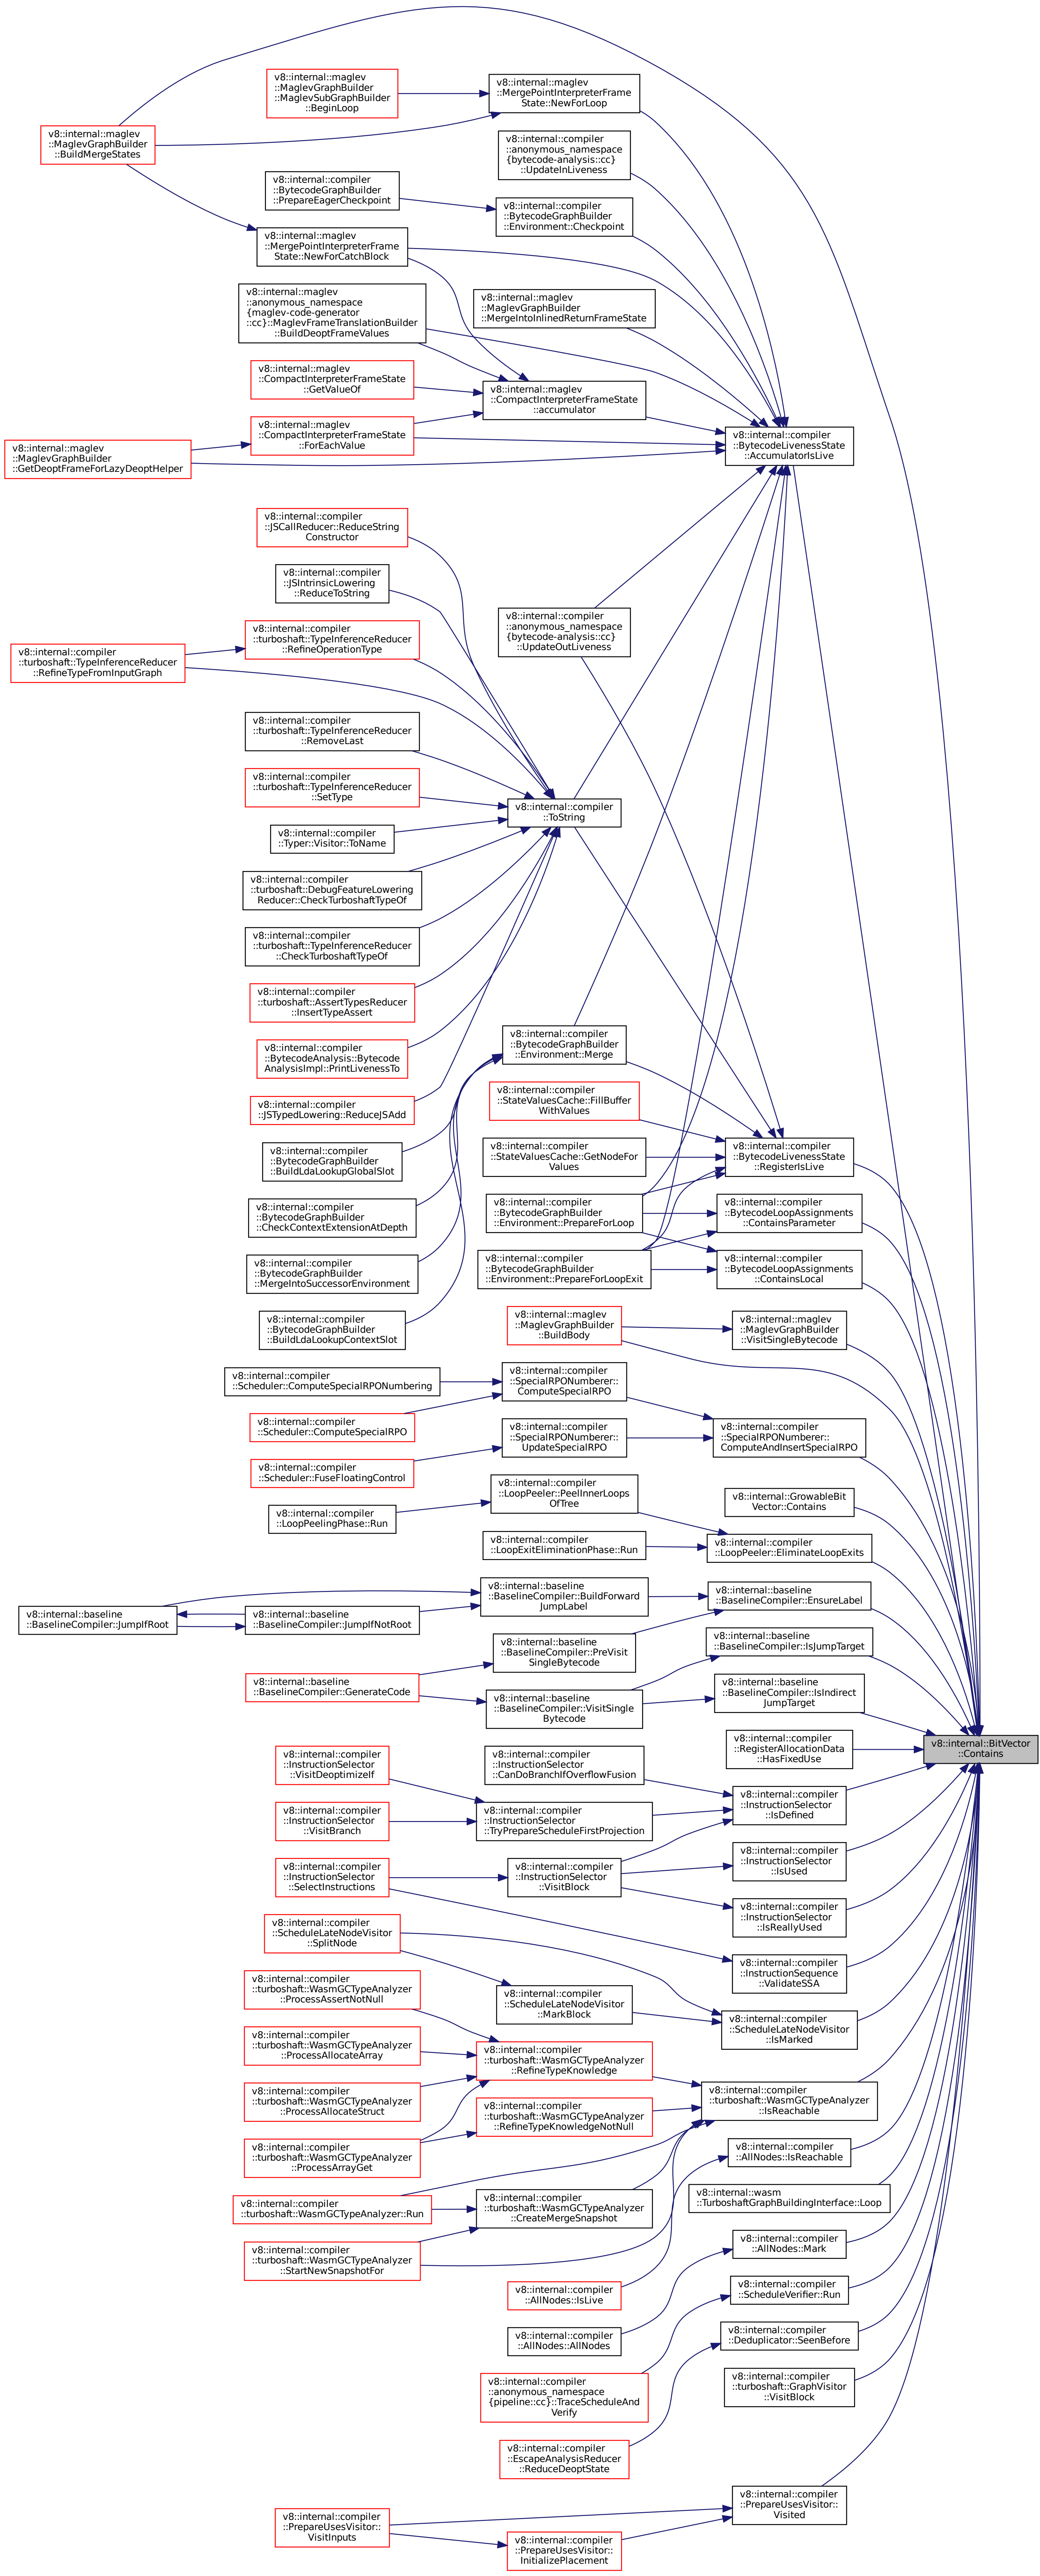 v8::internal::maglev
::MaglevGraphBuilder
::MaglevSubGraphBuilder
::BeginLoop
v8::internal::maglev
::MergePointInterpreterFrame
State::NewForLoop
v8::internal::maglev
::MaglevGraphBuilder
::BuildMergeStates
v8::internal::compiler
::anonymous_namespace
{bytecode-analysis::cc}
::UpdateInLiveness
v8::internal::compiler
::BytecodeGraphBuilder
::PrepareEagerCheckpoint
v8::internal::compiler
::BytecodeGraphBuilder
::Environment::Checkpoint
v8::internal::maglev
::MergePointInterpreterFrame
State::NewForCatchBlock
v8::internal::maglev
::anonymous_namespace
{maglev-code-generator
::cc}::MaglevFrameTranslationBuilder
::BuildDeoptFrameValues
v8::internal::maglev
::MaglevGraphBuilder
::MergeIntoInlinedReturnFrameState
v8::internal::maglev
::CompactInterpreterFrameState
::GetValueOf
v8::internal::maglev
::CompactInterpreterFrameState
::accumulator
v8::internal::maglev
::CompactInterpreterFrameState
::ForEachValue
v8::internal::compiler
::BytecodeLivenessState
::AccumulatorIsLive
v8::internal::maglev
::MaglevGraphBuilder
::GetDeoptFrameForLazyDeoptHelper
v8::internal::compiler
::JSCallReducer::ReduceString
Constructor
v8::internal::compiler
::JSIntrinsicLowering
::ReduceToString
v8::internal::compiler
::anonymous_namespace
{bytecode-analysis::cc}
::UpdateOutLiveness
v8::internal::compiler
::turboshaft::TypeInferenceReducer
::RefineOperationType
v8::internal::compiler
::turboshaft::TypeInferenceReducer
::RefineTypeFromInputGraph
v8::internal::compiler
::turboshaft::TypeInferenceReducer
::RemoveLast
v8::internal::compiler
::turboshaft::TypeInferenceReducer
::SetType
v8::internal::compiler
::ToString
v8::internal::compiler
::Typer::Visitor::ToName
v8::internal::compiler
::turboshaft::DebugFeatureLowering
Reducer::CheckTurboshaftTypeOf
v8::internal::compiler
::turboshaft::TypeInferenceReducer
::CheckTurboshaftTypeOf
v8::internal::compiler
::turboshaft::AssertTypesReducer
::InsertTypeAssert
v8::internal::compiler
::BytecodeAnalysis::Bytecode
AnalysisImpl::PrintLivenessTo
v8::internal::compiler
::BytecodeGraphBuilder
::Environment::Merge
v8::internal::compiler
::JSTypedLowering::ReduceJSAdd
v8::internal::compiler
::StateValuesCache::FillBuffer
WithValues
v8::internal::compiler
::BytecodeGraphBuilder
::BuildLdaLookupGlobalSlot
v8::internal::compiler
::StateValuesCache::GetNodeFor
Values
v8::internal::compiler
::BytecodeLivenessState
::RegisterIsLive
v8::internal::compiler
::BytecodeGraphBuilder
::CheckContextExtensionAtDepth
v8::internal::compiler
::BytecodeGraphBuilder
::Environment::PrepareForLoop
v8::internal::compiler
::BytecodeLoopAssignments
::ContainsParameter
v8::internal::compiler
::BytecodeGraphBuilder
::MergeIntoSuccessorEnvironment
v8::internal::compiler
::BytecodeGraphBuilder
::Environment::PrepareForLoopExit
v8::internal::compiler
::BytecodeLoopAssignments
::ContainsLocal
v8::internal::compiler
::BytecodeGraphBuilder
::BuildLdaLookupContextSlot
v8::internal::maglev
::MaglevGraphBuilder
::BuildBody
v8::internal::maglev
::MaglevGraphBuilder
::VisitSingleBytecode
v8::internal::compiler
::Scheduler::ComputeSpecialRPONumbering
v8::internal::compiler
::SpecialRPONumberer::
ComputeSpecialRPO
v8::internal::compiler
::Scheduler::ComputeSpecialRPO
v8::internal::compiler
::SpecialRPONumberer::
UpdateSpecialRPO
v8::internal::compiler
::SpecialRPONumberer::
ComputeAndInsertSpecialRPO
v8::internal::compiler
::Scheduler::FuseFloatingControl
v8::internal::compiler
::LoopPeeler::PeelInnerLoops
OfTree
v8::internal::GrowableBit
Vector::Contains
v8::internal::compiler
::LoopPeelingPhase::Run
v8::internal::compiler
::LoopExitEliminationPhase::Run
v8::internal::compiler
::LoopPeeler::EliminateLoopExits
v8::internal::baseline
::BaselineCompiler::JumpIfRoot
v8::internal::baseline
::BaselineCompiler::JumpIfNotRoot
v8::internal::baseline
::BaselineCompiler::BuildForward
JumpLabel
v8::internal::baseline
::BaselineCompiler::EnsureLabel
v8::internal::baseline
::BaselineCompiler::PreVisit
SingleBytecode
v8::internal::baseline
::BaselineCompiler::IsJumpTarget
v8::internal::baseline
::BaselineCompiler::GenerateCode
v8::internal::baseline
::BaselineCompiler::VisitSingle
Bytecode
v8::internal::baseline
::BaselineCompiler::IsIndirect
JumpTarget
v8::internal::compiler
::RegisterAllocationData
::HasFixedUse
v8::internal::BitVector
::Contains
v8::internal::compiler
::InstructionSelector
::VisitDeoptimizeIf
v8::internal::compiler
::InstructionSelector
::CanDoBranchIfOverflowFusion
v8::internal::compiler
::InstructionSelector
::IsDefined
v8::internal::compiler
::InstructionSelector
::VisitBranch
v8::internal::compiler
::InstructionSelector
::TryPrepareScheduleFirstProjection
v8::internal::compiler
::InstructionSelector
::IsUsed
v8::internal::compiler
::InstructionSelector
::SelectInstructions
v8::internal::compiler
::InstructionSelector
::VisitBlock
v8::internal::compiler
::InstructionSelector
::IsReallyUsed
v8::internal::compiler
::ScheduleLateNodeVisitor
::SplitNode
v8::internal::compiler
::InstructionSequence
::ValidateSSA
v8::internal::compiler
::turboshaft::WasmGCTypeAnalyzer
::ProcessAssertNotNull
v8::internal::compiler
::ScheduleLateNodeVisitor
::MarkBlock
v8::internal::compiler
::ScheduleLateNodeVisitor
::IsMarked
v8::internal::compiler
::turboshaft::WasmGCTypeAnalyzer
::ProcessAllocateArray
v8::internal::compiler
::turboshaft::WasmGCTypeAnalyzer
::RefineTypeKnowledge
v8::internal::compiler
::turboshaft::WasmGCTypeAnalyzer
::ProcessAllocateStruct
v8::internal::compiler
::turboshaft::WasmGCTypeAnalyzer
::RefineTypeKnowledgeNotNull
v8::internal::compiler
::turboshaft::WasmGCTypeAnalyzer
::IsReachable
v8::internal::compiler
::turboshaft::WasmGCTypeAnalyzer
::ProcessArrayGet
v8::internal::compiler
::AllNodes::IsReachable
v8::internal::compiler
::turboshaft::WasmGCTypeAnalyzer::Run
v8::internal::compiler
::turboshaft::WasmGCTypeAnalyzer
::CreateMergeSnapshot
v8::internal::wasm
::TurboshaftGraphBuildingInterface::Loop
v8::internal::compiler
::turboshaft::WasmGCTypeAnalyzer
::StartNewSnapshotFor
v8::internal::compiler
::AllNodes::Mark
v8::internal::compiler
::AllNodes::IsLive
v8::internal::compiler
::ScheduleVerifier::Run
v8::internal::compiler
::AllNodes::AllNodes
v8::internal::compiler
::Deduplicator::SeenBefore
v8::internal::compiler
::anonymous_namespace
{pipeline::cc}::TraceScheduleAnd
Verify
v8::internal::compiler
::turboshaft::GraphVisitor
::VisitBlock
v8::internal::compiler
::EscapeAnalysisReducer
::ReduceDeoptState
v8::internal::compiler
::PrepareUsesVisitor::
Visited
v8::internal::compiler
::PrepareUsesVisitor::
VisitInputs
v8::internal::compiler
::PrepareUsesVisitor::
InitializePlacement